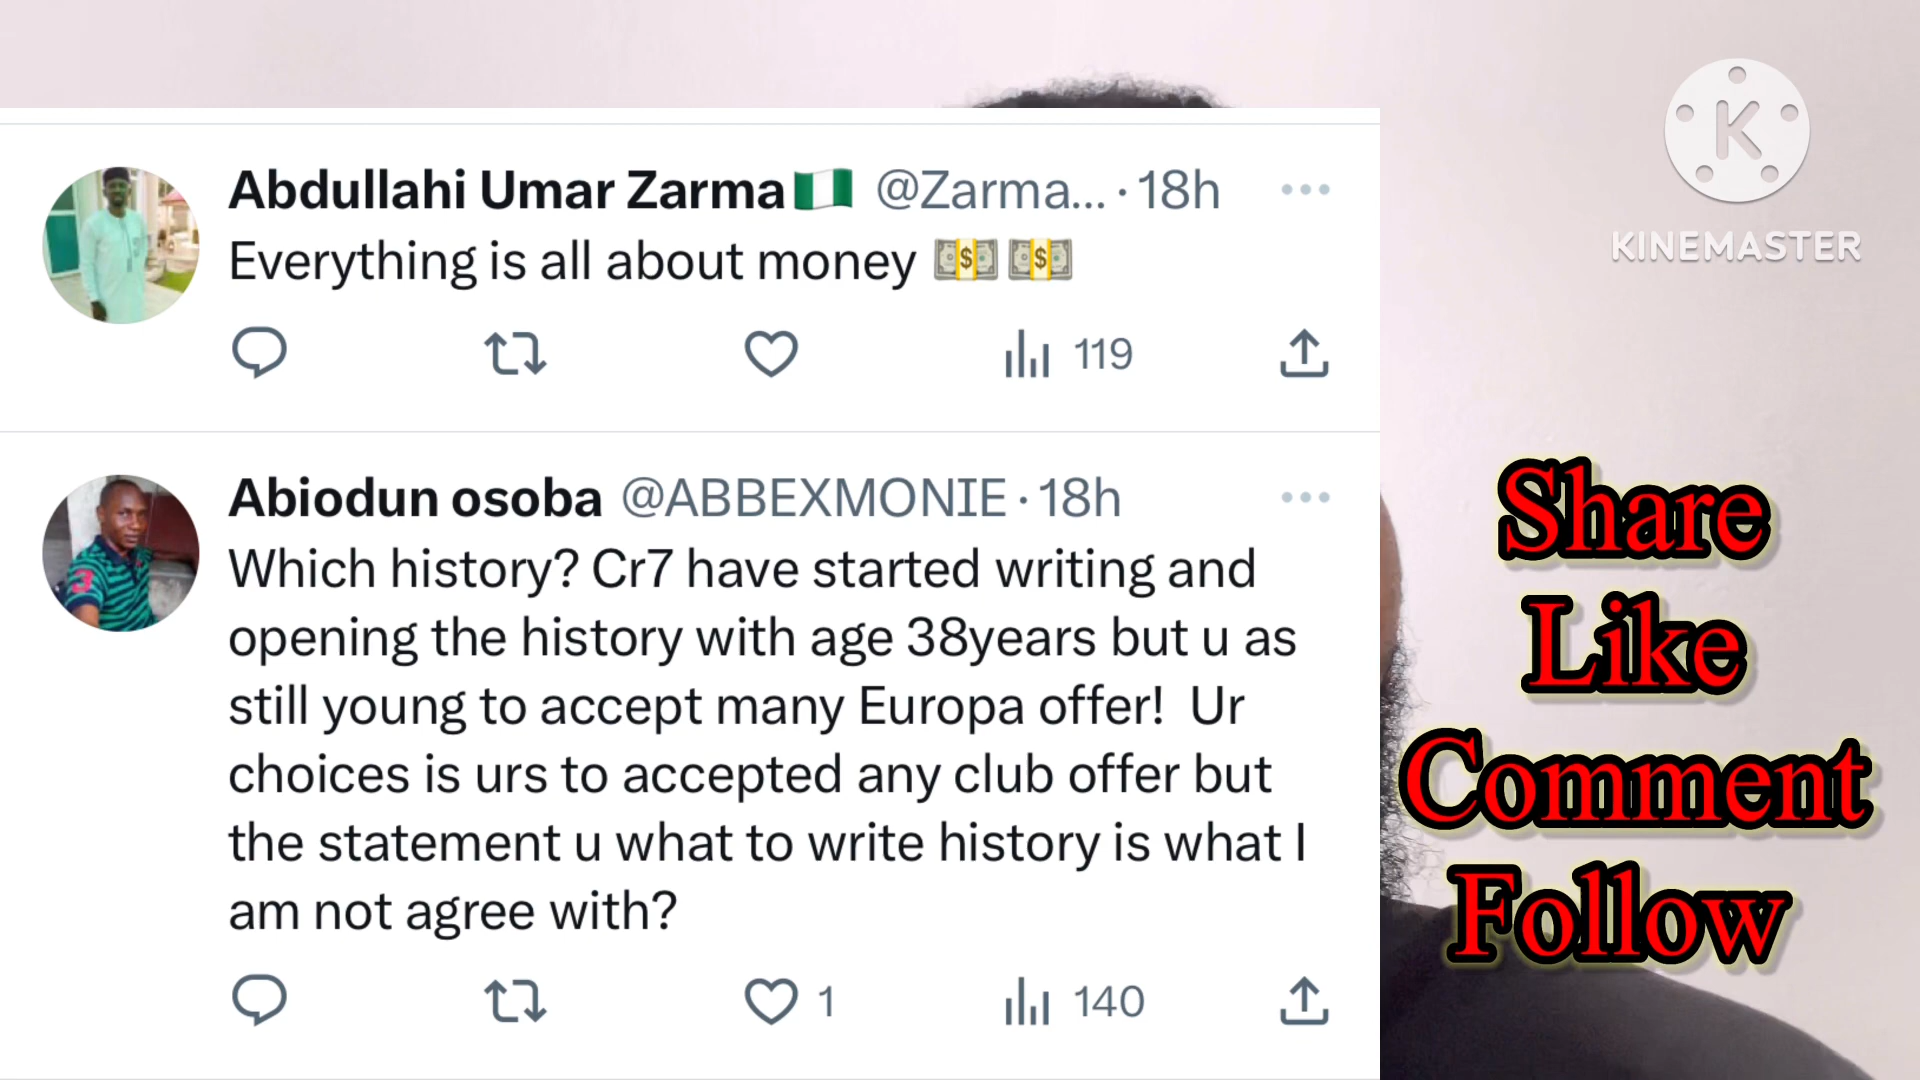 Abdullahi Umar Zarma🇳🇬 @Zarma... · 18h
Everything is all about money 💵💵
119
Abiodun osoba @ABBEXMONIE · 18h
Which history? Cr7 have started writing and
opening the history with age 38years but u as
still young to accept many Europa offer!  Ur
choices is urs to accepted any club offer but
the statement u what to write history is what I
am not agree with?
1 140
K
KINEMASTER
Share
Like
Comment
Follow
3